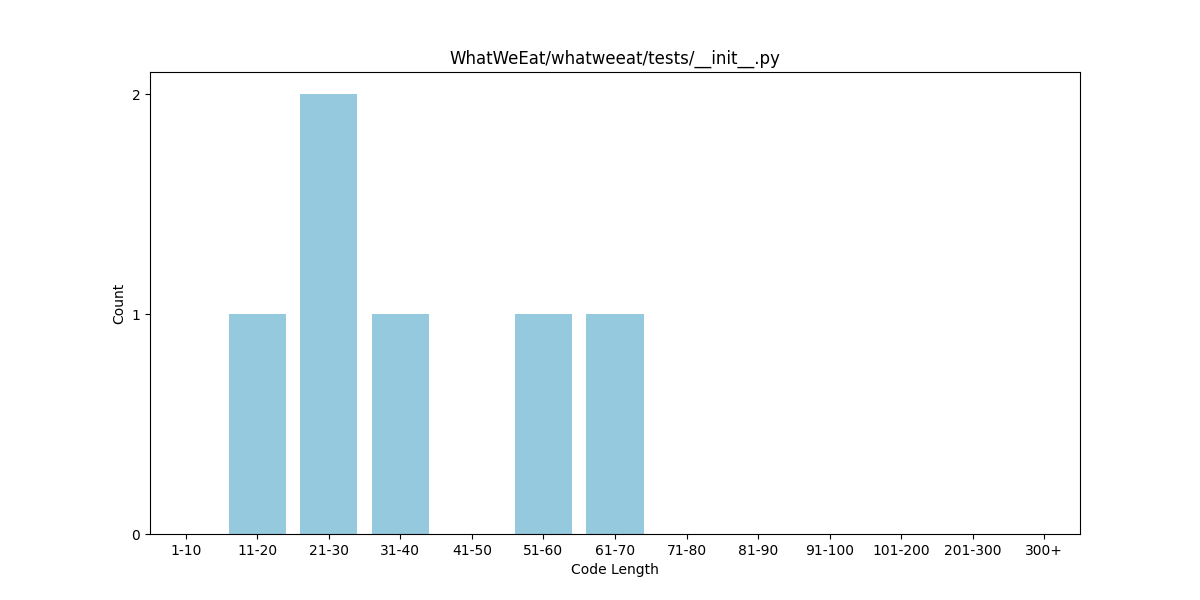 WhatWeEat/whatweeat/tests/__init__.py
2
1
0
Count
1-10 11-20 21-30 31-40 41-50 51-60 61-70 71-80 81-90 91-100 101-200 201-300 300+
Code Length